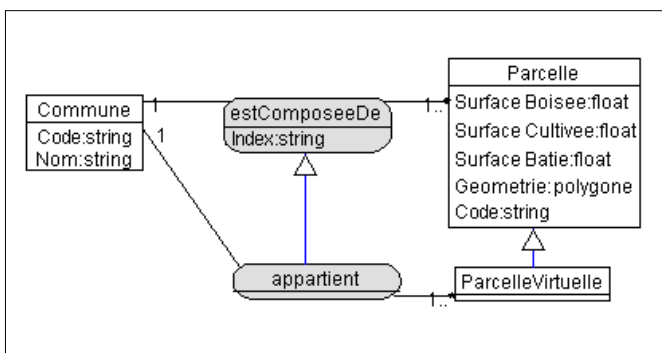 Parcelle
Surface Boisee:float
Surface Cultivee:float
Surface Batie:float
Geometrie:polygone
Code:string
Commune
Code:string
Nom:string
1
1
estComposeeDe
Index:string
1..*
appartient
1..*
ParcelleVirtuelle